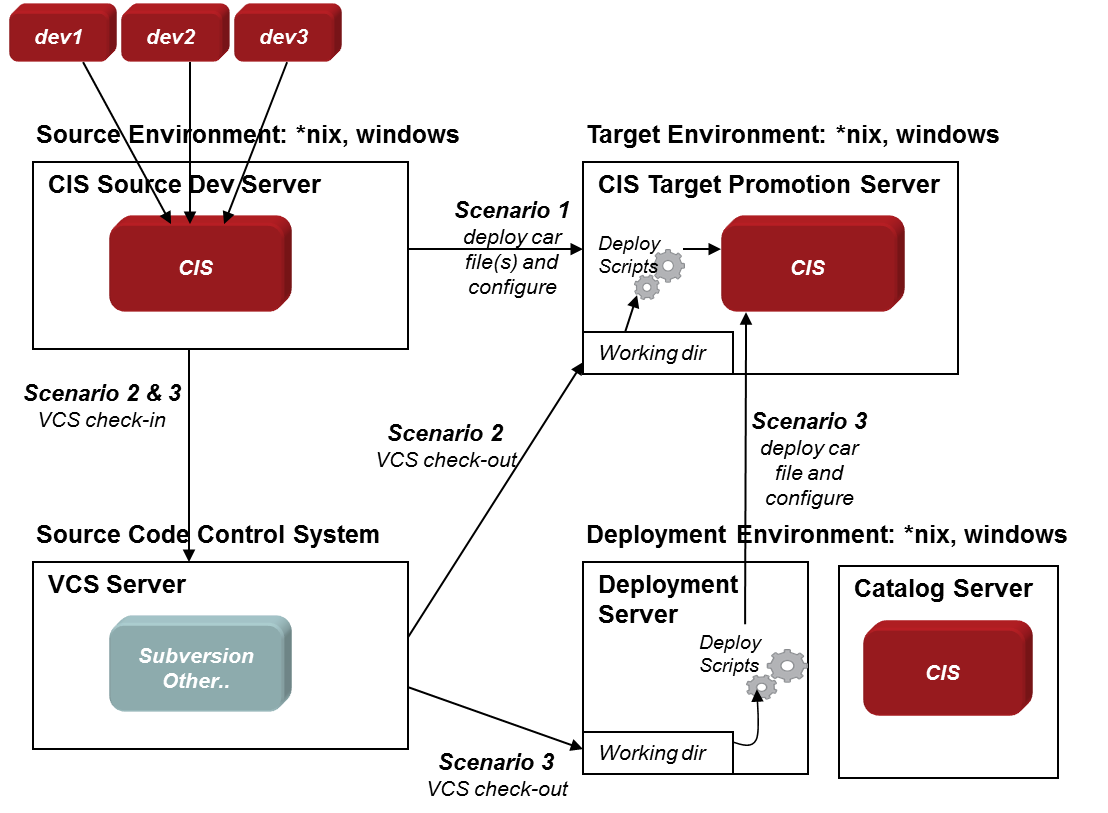 dev1
dev2
dev3
Source Environment: *nix, windows
Target Environment: *nix, windows
CIS Source Dev Server
CIS
Scenario 1
deploy car
file(s) and
configure
CIS Target Promotion Server
Deploy
Scripts
CIS
Working dir
Scenario 2 & 3
VCS check-in
Scenario 2
VCS check-out
Scenario 3
deploy car
file and
configure
Source Code Control System
Deployment Environment: *nix, windows
VCS Server
Subversion
Other..
Deployment
Server
Deploy
Scripts
Working dir
Catalog Server
CIS
Scenario 3
VCS check-out